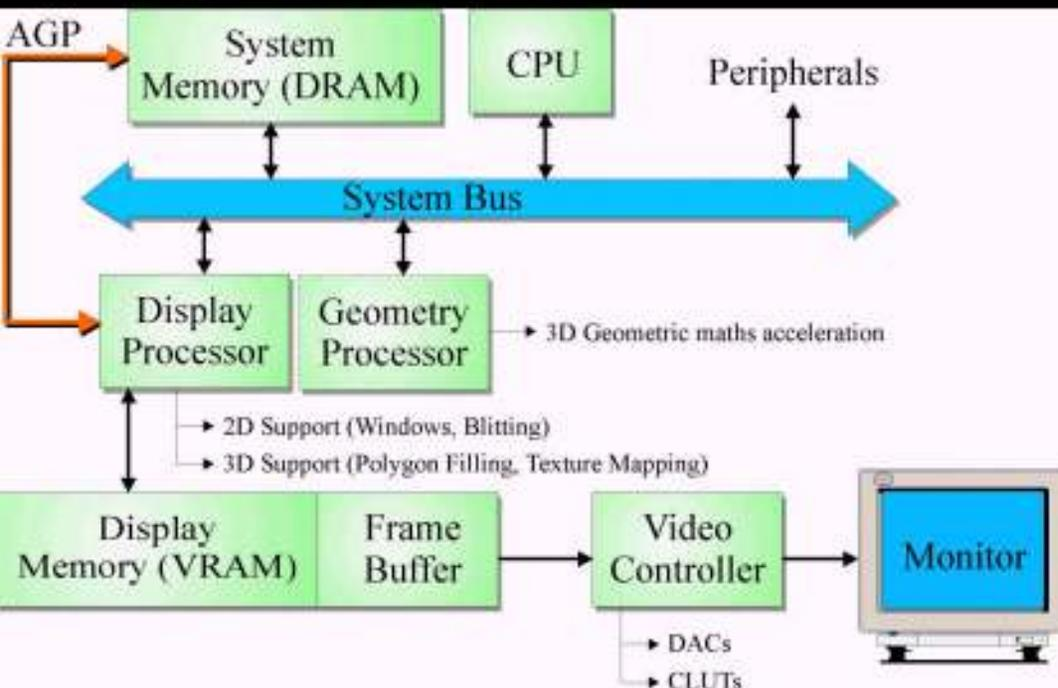 AGP
System
Memory (DRAM)
CPU
Peripherals
System Bus
Display
Processor
Geometry
Processor
3D Geometric maths acceleration
2D Support (Windows, Blitting)
3D Support (Polygon Filling, Texture Mapping)
Display
Memory (VRAM)
Frame
Buffer
Video
Controller
Monitor
DACs
CLUTs